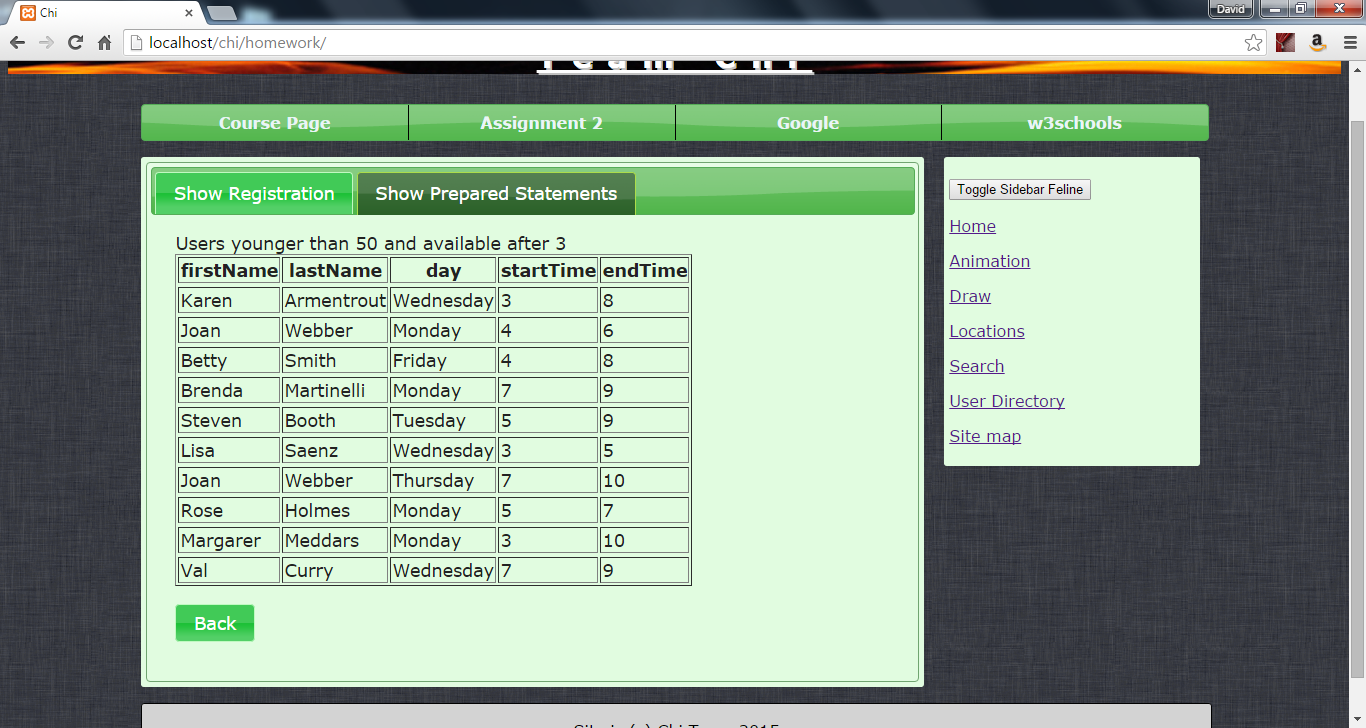 Chi
David
localhost/chi/homework/
Team Chi
Course Page Assignment 2 Google w3schools
Show Registration Show Prepared Statements
Users younger than 50 and available after 3
firstName lastName day startTime endTime
Karen Armentrout Wednesday 3 8
Joan Webber Monday 4 6
Betty Smith Friday 4 8
Brenda Martinelli Monday 7 9
Steven Booth Tuesday 5 9
Lisa Saenz Wednesday 3 5
Joan Webber Thursday 7 10
Rose Holmes Monday 5 7
Margarer Meddars Monday 3 10
Val Curry Wednesday 7 9
Back
Toggle Sidebar Feline
Home
Animation
Draw
Locations
Search
User Directory
Site map